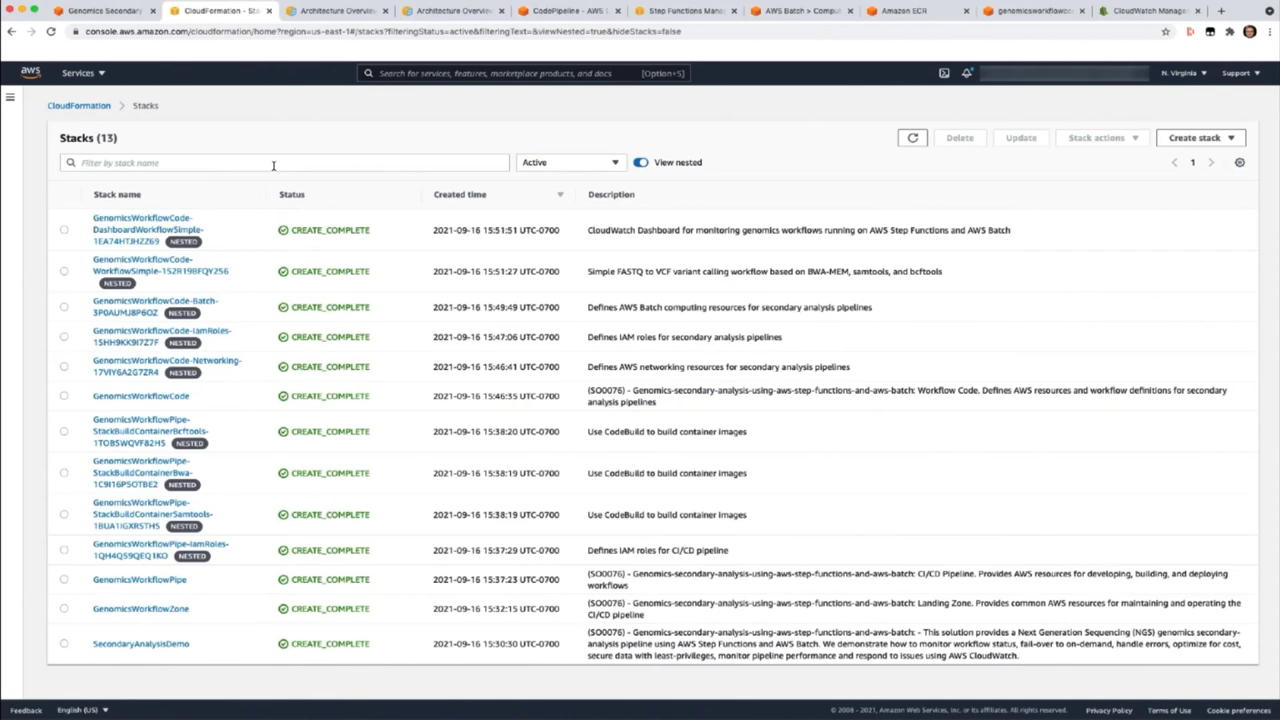 Genomics Secondary
CloudFormation - Sta
Architecture Overview
Architecture Overview
CodePipeline - AWS
Step Functions Mana
AWS Batch > Comput
Amazon ECR
genomicsworkflowco
CloudWatch Manage
console.aws.amazon.com/cloudformation/home?region=us-east-1#/stacks?filteringStatus=active&filteringText=&viewNested=true&hideStacks=false
aws
Services
Search for services, features, marketplace products, and docs [Option+S]
N. Virginia
Support
CloudFormation > Stacks
Stacks (13)
Delete
Update
Stack actions
Create stack
Filter by stack name
Active
View nested
1
Stack name Status Created time Description
GenomicsWorkflowCode-
DashboardWorkflowSimple-
1EA74HTJHZZ69 NESTED
CREATE_COMPLETE
2021-09-16 15:51:51 UTC-0700
CloudWatch Dashboard for monitoring genomics workflows running on AWS Step Functions and AWS Batch
GenomicsWorkflowCode-
WorkflowSimple-1S2R19BFQY256
NESTED
CREATE_COMPLETE
2021-09-16 15:51:27 UTC-0700
Simple FASTQ to VCF variant calling workflow based on BWA-MEM, samtools, and bcftools
GenomicsWorkflowCode-Batch-
3P0AUMJ8P6OZ NESTED
CREATE_COMPLETE
2021-09-16 15:49:49 UTC-0700
Defines AWS Batch computing resources for secondary analysis pipelines
GenomicsWorkflowCode-IamRoles-
15HH9KK9I7Z7F NESTED
CREATE_COMPLETE
2021-09-16 15:47:06 UTC-0700
Defines IAM roles for secondary analysis pipelines
GenomicsWorkflowCode-Networking-
17VIY6A2G7ZR4 NESTED
CREATE_COMPLETE
2021-09-16 15:46:41 UTC-0700
Defines AWS networking resources for secondary analysis pipelines
GenomicsWorkflowCode
CREATE_COMPLETE
2021-09-16 15:46:35 UTC-0700
(SO0076) - Genomics-secondary-analysis-using-aws-step-functions-and-aws-batch: Workflow Code. Defines AWS resources and workflow definitions for secondary
analysis pipelines
GenomicsWorkflowPipe-
StackBuildContainerBcftools-
1TOBSWQVF82HS NESTED
CREATE_COMPLETE
2021-09-16 15:38:20 UTC-0700
Use CodeBuild to build container images
GenomicsWorkflowPipe-
StackBuildContainerBwa-
1C9I16P5OTBE2 NESTED
CREATE_COMPLETE
2021-09-16 15:38:19 UTC-0700
Use CodeBuild to build container images
GenomicsWorkflowPipe-
StackBuildContainerSamtools-
1BUA1IGXRSTHS NESTED
CREATE_COMPLETE
2021-09-16 15:38:19 UTC-0700
Use CodeBuild to build container images
GenomicsWorkflowPipe-IamRoles-
1QH4QS9QEQ1KO NESTED
CREATE_COMPLETE
2021-09-16 15:37:29 UTC-0700
Defines IAM roles for CI/CD pipeline
GenomicsWorkflowPipe
CREATE_COMPLETE
2021-09-16 15:37:23 UTC-0700
(SO0076) - Genomics-secondary-analysis-using-aws-step-functions-and-aws-batch: CI/CD Pipeline. Provides AWS resources for developing, building, and deploying
workflows
GenomicsWorkflowZone
CREATE_COMPLETE
2021-09-16 15:32:15 UTC-0700
(SO0076) - Genomics-secondary-analysis-using-aws-step-functions-and-aws-batch: Landing Zone. Provides common AWS resources for maintaining and operating the
CI/CD pipeline
SecondaryAnalysisDemo
CREATE_COMPLETE
2021-09-16 15:30:30 UTC-0700
(SO0076) - Genomics-secondary-analysis-using-aws-step-functions-and-aws-batch: - This solution provides a Next Generation Sequencing (NGS) genomics secondary-
analysis pipeline using AWS Step Functions and AWS Batch. We demonstrate how to monitor workflow status, fail-over to on-demand, handle errors, optimize for cost,
secure data with least-privileges, monitor pipeline performance and respond to issues using AWS CloudWatch.
Feedback English (US)
© 2008 - 2021, Amazon Web Services, Inc. or its affiliates. All rights reserved. Privacy Policy Terms of Use Cookie preferences